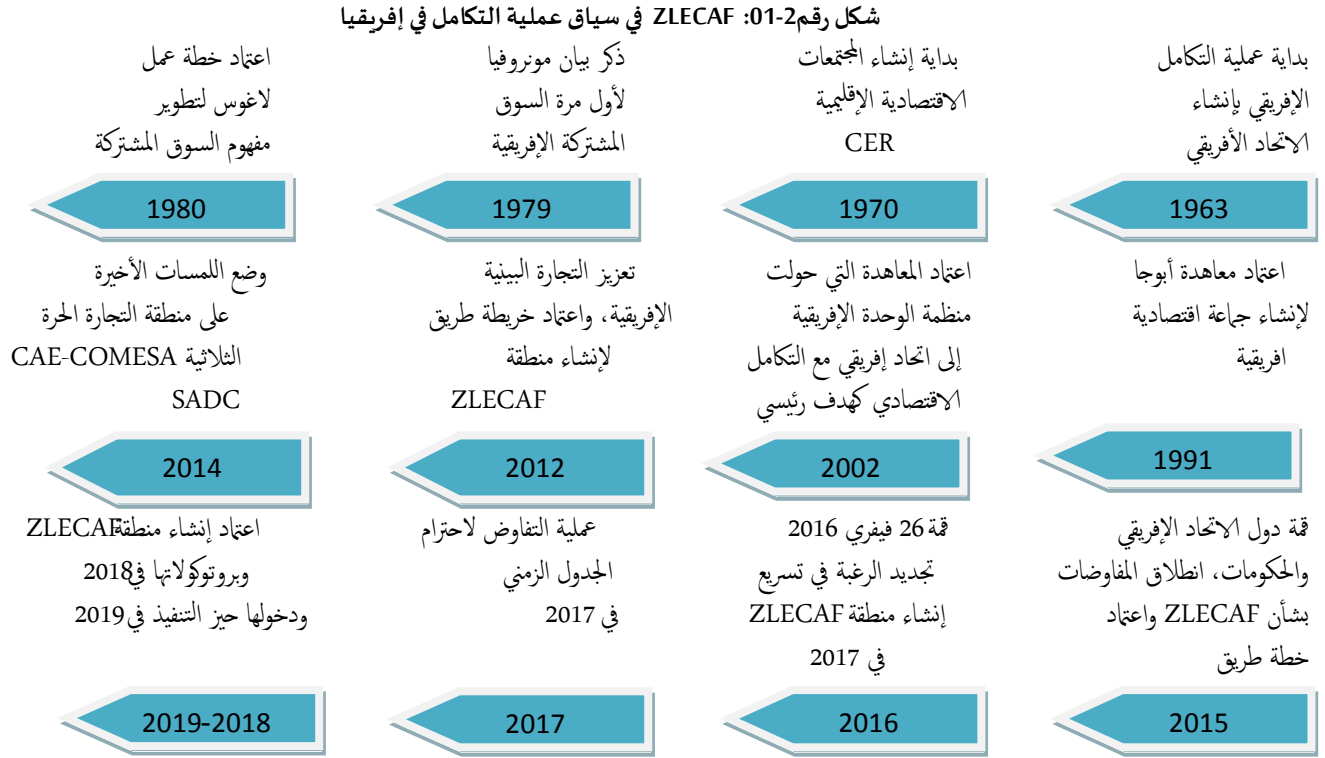 شكل رقم2-01: ZLECAF في سياق عملية التكامل في إفريقيا
بداية عملية التكامل
الإفريقي بإنشاء
الاتحاد الأفريقي
1963
بداية إنشاء المجتمعات
الاقتصادية الإقليمية
CER
1970
ذكر بيان مونروفيا
لأول مرة السوق
المشتركة الإفريقية
1979
اعتماد خطة عمل
لاغوس لتطوير
مفهوم السوق المشتركة
1980
اعتماد معاهدة أبوجا
لإنشاء جماعة اقتصادية
افريقية
1991
اعتماد المعاهدة التي حولت
منظمة الوحدة الإفريقية
إلى اتحاد إفريقي مع التكامل
الاقتصادي كهدف رئيسي
2002
تعزيز التجارة البينية
الإفريقية، واعتماد خريطة طريق
لإنشاء منطقة
ZLECAF
2012
وضع اللمسات الأخيرة
على منطقة التجارة الحرة
الثلاثية CAE-COMESA
SADC
2014
قمة دول الاتحاد الإفريقي
والحكومات، انطلاق المفاوضات
بشأن ZLECAF واعتماد
خطة طريق
2015
قمة 26 فيفري 2016
تجديد الرغبة في تسريع
إنشاء منطقة ZLECAF
في 2017
2016
عملية التفاوض لاحترام
الجدول الزمني
في 2017
2017
اعتماد إنشاء منطقة ZLECAF
وبروتوكولاتها في 2018
ودخولها حيز التنفيذ في 2019
2019-2018